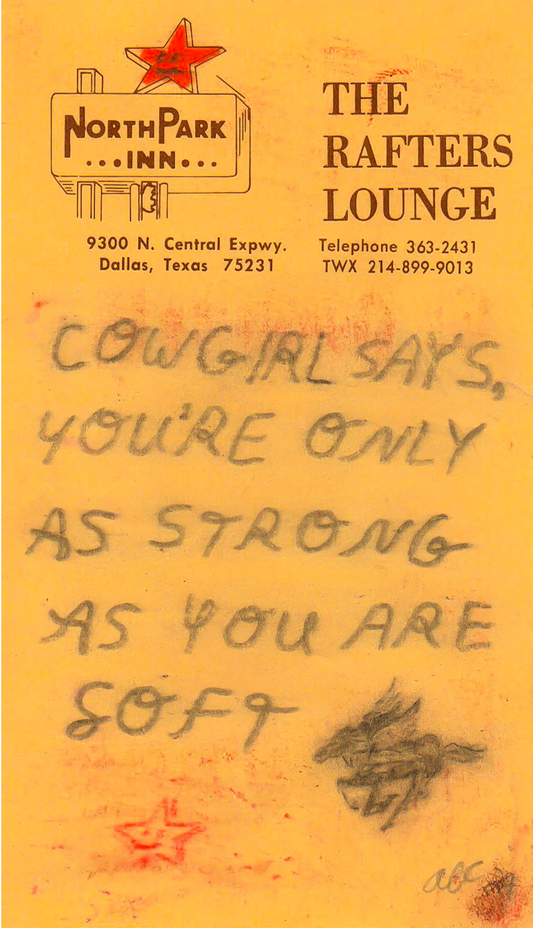 NORTHPARK
...INN...
THE
RAFTERS
LOUNGE
9300 N. Central Expwy.
Dallas, Texas 75231
Telephone 363-2431
TWX 214-899-9013
COWGIRL SAYS,
YOU'RE ONLY
AS STRONG
AS YOU ARE
SOFT
abc